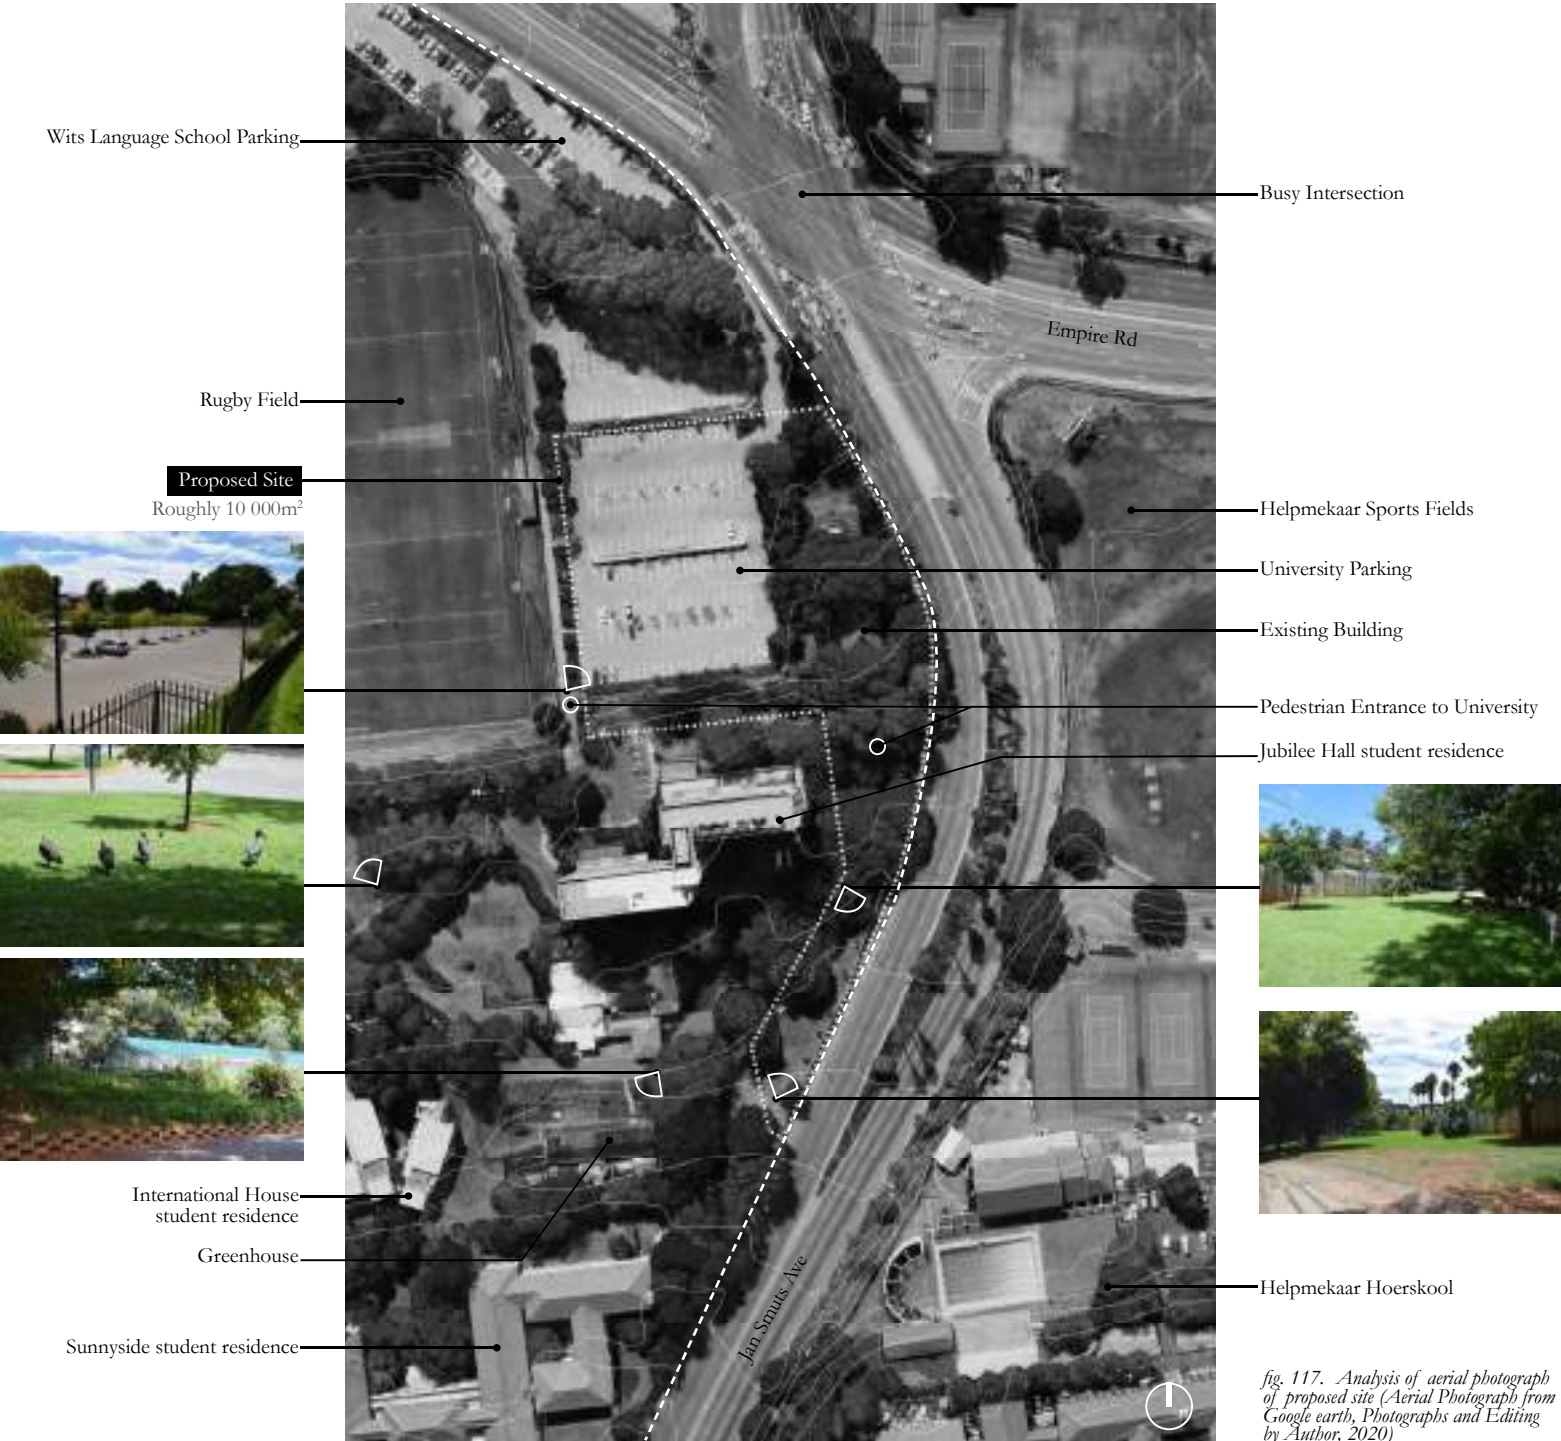 Wits Language School Parking
Busy Intersection
Empire Rd
Rugby Field
Proposed Site
Roughly 10 000m²
Helpmekaar Sports Fields
University Parking
Existing Building
Pedestrian Entrance to University
Jubilee Hall student residence
International House
student residence
Greenhouse
Helpmekaar Hoerskool
Jan Smuts Ave
Sunnyside student residence
fig. 117. Analysis of aerial photograph
of proposed site (Aerial Photograph from
Google earth, Photographs and Editing
by Author, 2020)